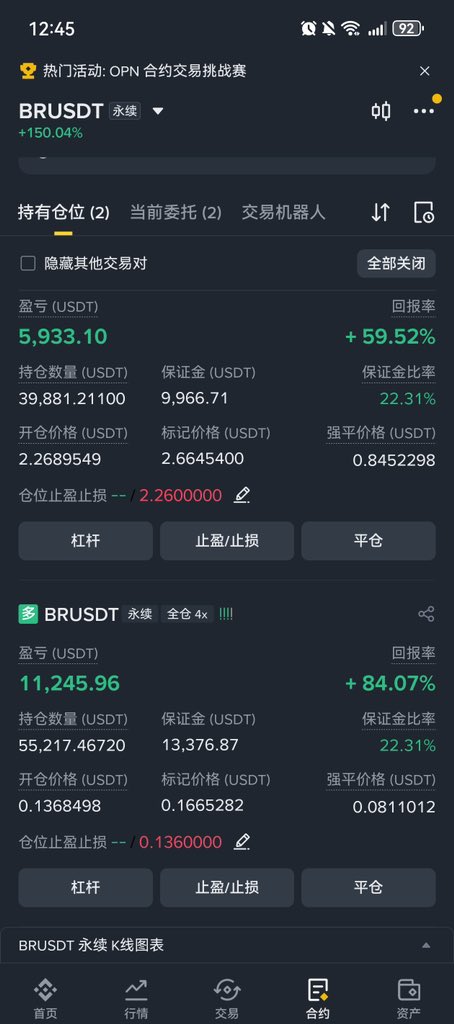 12:45
92
热门活动: OPN 合约交易挑战赛
BRUSDT 永续
+150.04%
持有仓位 (2) 当前委托 (2) 交易机器人
隐藏其他交易对 全部关闭
盈亏 (USDT) 回报率
5,933.10 + 59.52%
持仓数量 (USDT) 保证金 (USDT) 保证金比率
39,881.21100 9,966.71 22.31%
开仓价格 (USDT) 标记价格 (USDT) 强平价格 (USDT)
2.2689549 2.6645400 0.8452298
仓位止盈止损 -- / 2.2600000
杠杆 止盈/止损 平仓
多 BRUSDT 永续 全仓 4x !!!!
盈亏 (USDT) 回报率
11,245.96 + 84.07%
持仓数量 (USDT) 保证金 (USDT) 保证金比率
55,217.46720 13,376.87 22.31%
开仓价格 (USDT) 标记价格 (USDT) 强平价格 (USDT)
0.1368498 0.1665282 0.0811012
仓位止盈止损 -- / 0.1360000
杠杆 止盈/止损 平仓
BRUSDT 永续 K线图表
首页 行情 交易 合约 资产